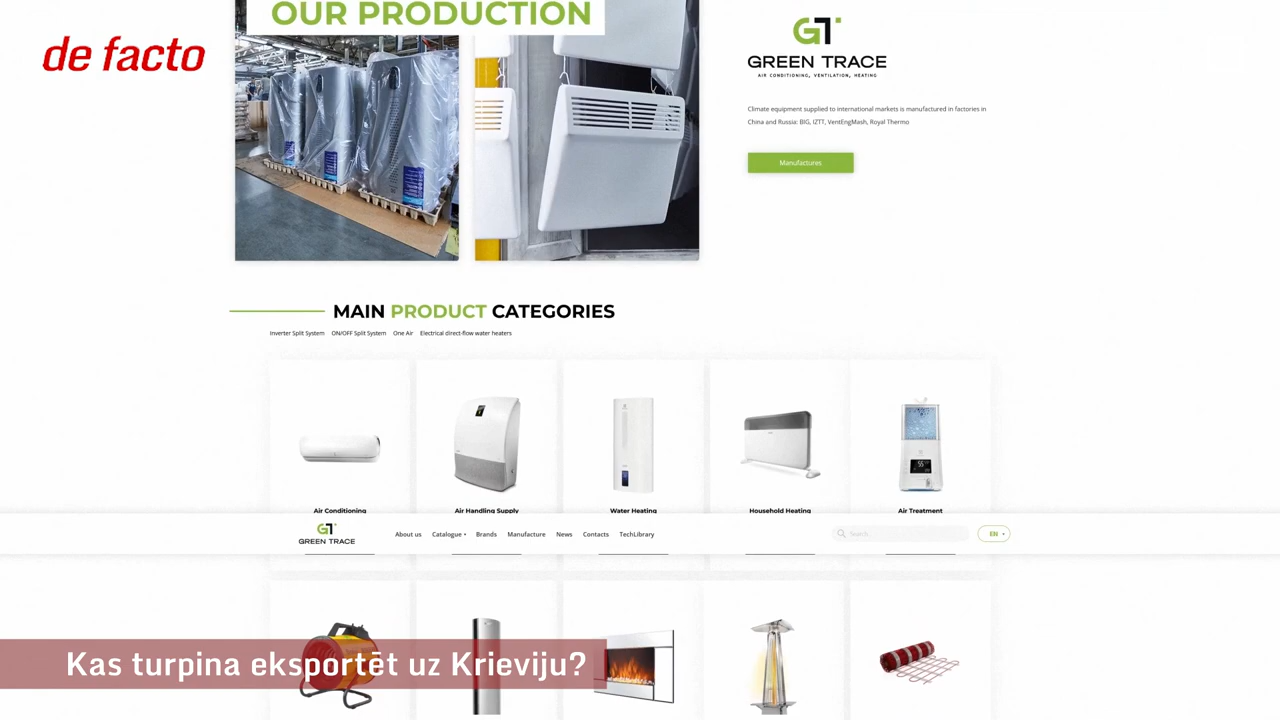 OUR PRODUCTION
de facto
GT
GREEN TRACE
AIR CONDITIONING, VENTILATION, HEATING
Climate equipment supplied to international markets is manufactured in factories in
China and Russia: BIG, IZTT, VentEngMash, Royal Thermo
Manufactures
MAIN PRODUCT CATEGORIES
Inverter Split System ON/OFF Split System One Air Electrical direct-flow water heaters
Air Conditioning Air Handling Supply Water Heating Household Heating Air Treatment
GT
GREEN TRACE
About us Catalogue Brands Manufacture News Contacts TechLibrary
Search...
EN
Kas turpina eksportēt uz Krieviju?